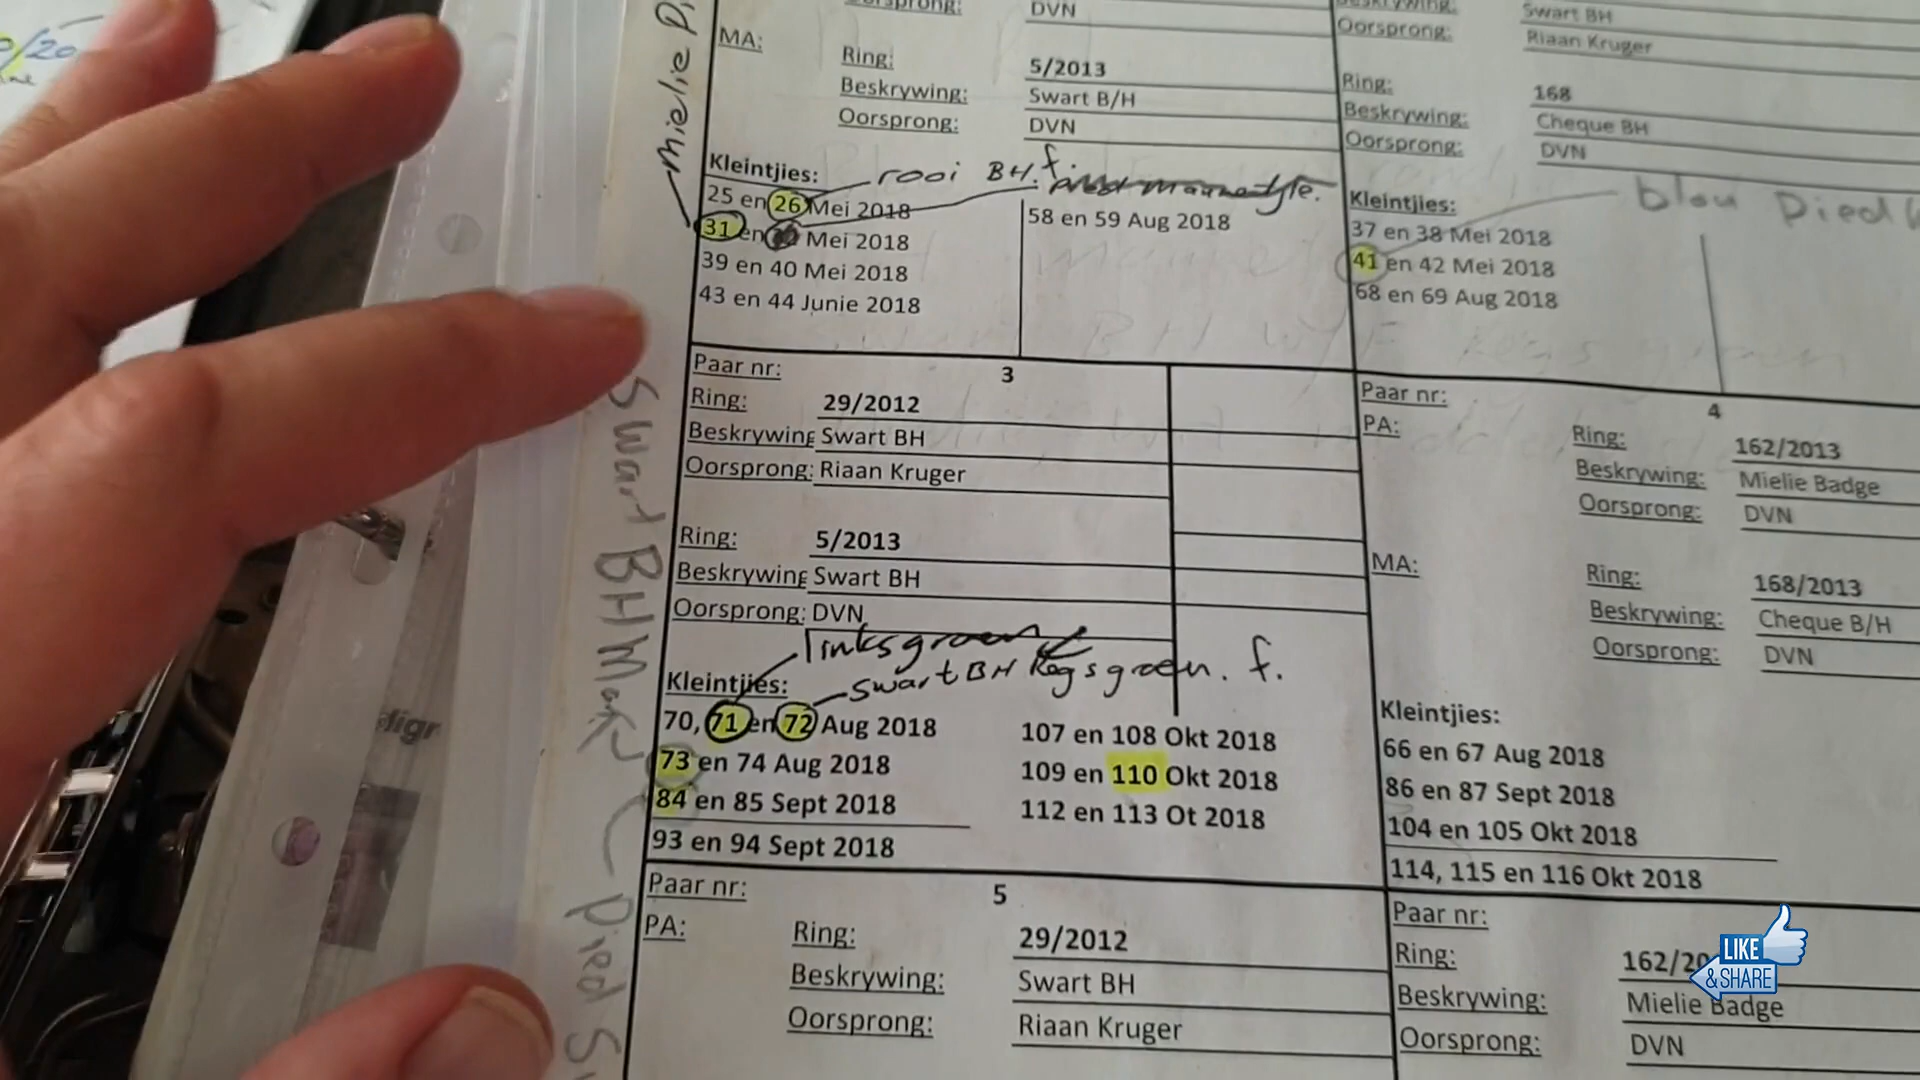 Oorsprong: DVN
MA:
Ring: 5/2013
Beskrywing: Swart B/H
Oorsprong: DVN
Kleintjies:
rooi BH. f.
25 en 26 Mei 2018
31 en Mei 2018
39 en 40 Mei 2018
43 en 44 Junie 2018
58 en 59 Aug 2018
Mielie
Beskrywing: Swart BH
Oorsprong: Riaan Kruger
Ring: 168
Beskrywing: Cheque BH
Oorsprong: DVN
blou Pied
Kleintjies:
37 en 38 Mei 2018
41 en 42 Mei 2018
68 en 69 Aug 2018
Paar nr: 3
Ring: 29/2012
Beskrywing Swart BH
Oorsprong: Riaan Kruger
Ring: 5/2013
Beskrywing Swart BH
Oorsprong: DVN
linksgroen
Swart BH Regsgroen. f.
Kleintjies:
70, 71 en 72 Aug 2018
73 en 74 Aug 2018
84 en 85 Sept 2018
93 en 94 Sept 2018
107 en 108 Okt 2018
109 en 110 Okt 2018
112 en 113 Ot 2018
Swart BH
Pied
Paar nr: 4
PA:
Ring: 162/2013
Beskrywing: Mielie Badge
Oorsprong: DVN
MA:
Ring: 168/2013
Beskrywing: Cheque B/H
Oorsprong: DVN
Kleintjies:
66 en 67 Aug 2018
86 en 87 Sept 2018
104 en 105 Okt 2018
114, 115 en 116 Okt 2018
Paar nr: 5
PA:
Ring: 29/2012
Beskrywing: Swart BH
Oorsprong: Riaan Kruger
Paar nr:
Ring: 162/20
Beskrywing: Mielie Badge
Oorsprong: DVN
LIKE
& SHARE